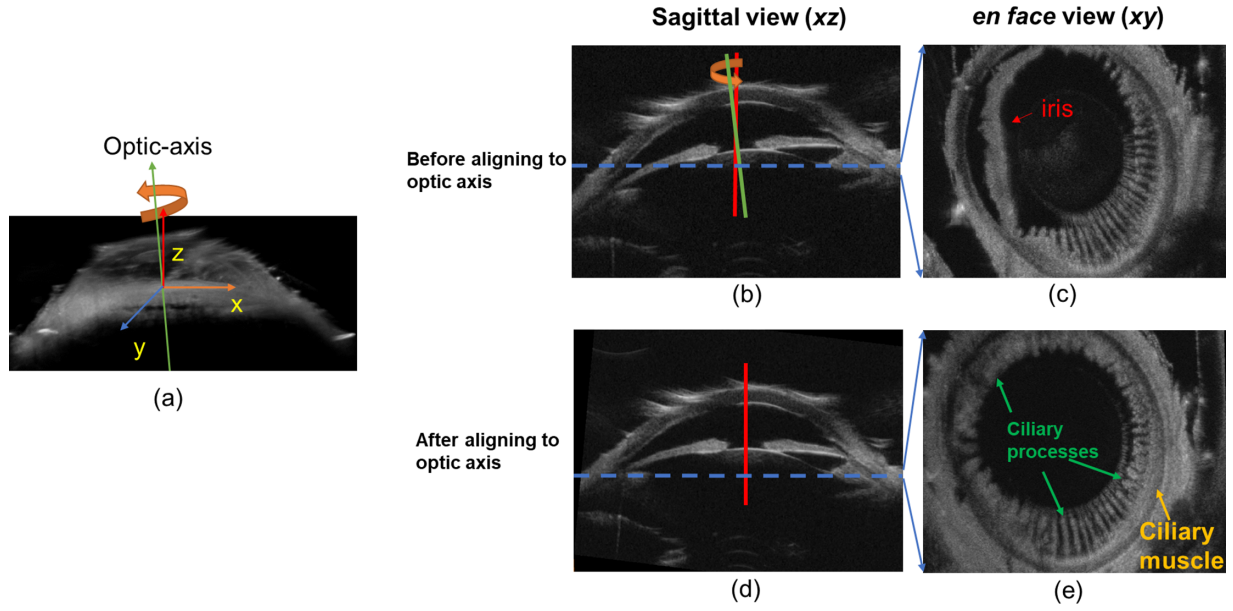 Sagittal view (xz)
en face view (xy)
Optic-axis
z
x
y
(a)
Before aligning to
optic axis
(b)
iris
(c)
After aligning to
optic axis
(d)
Ciliary
processes
Ciliary
muscle
(e)